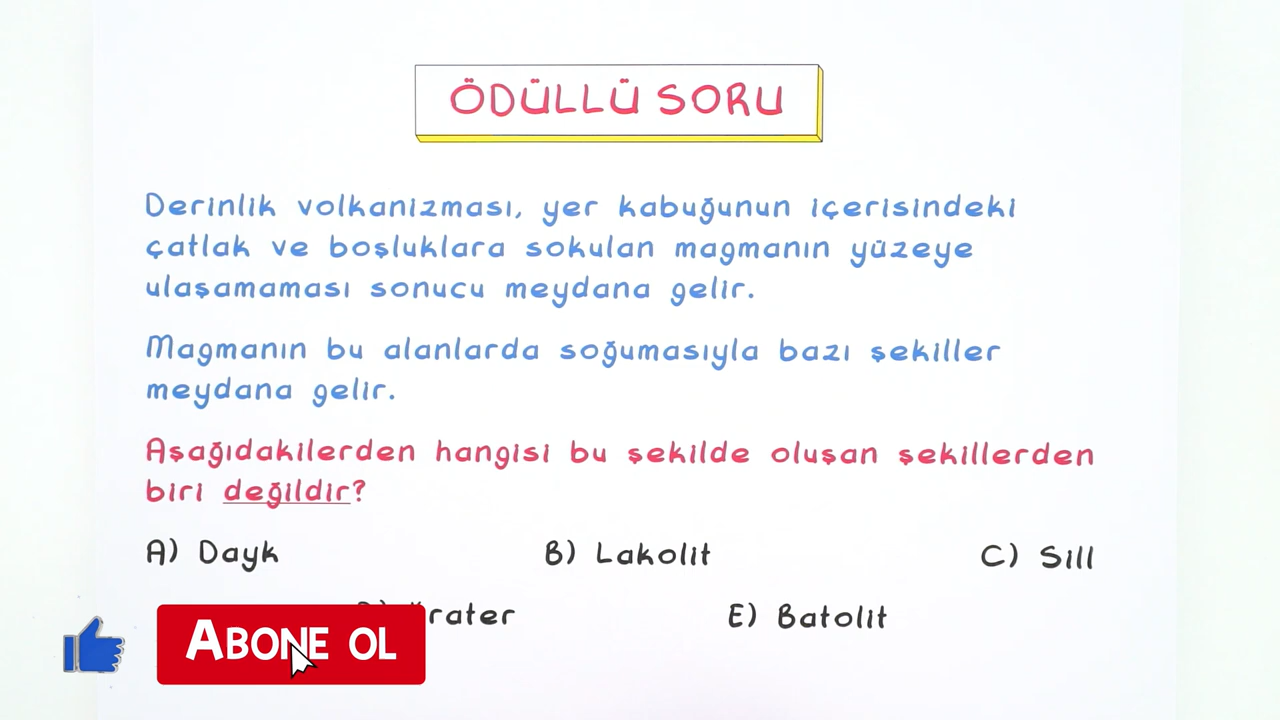 ÖDÜLLÜ SORU
Derinlik volkanizması, yer kabuğunun içerisindeki
çatlak ve boşluklara sokulan magmanın yüzeye
ulaşamaması sonucu meydana gelir.
Magmanın bu alanlarda soğumasıyla bazı şekiller
meydana gelir.
Aşağıdakilerden hangisi bu şekilde oluşan şekillerden
biri değildir?
A) Dayk B) Lakolit C) Sill
E) Batolit
ABONE OL